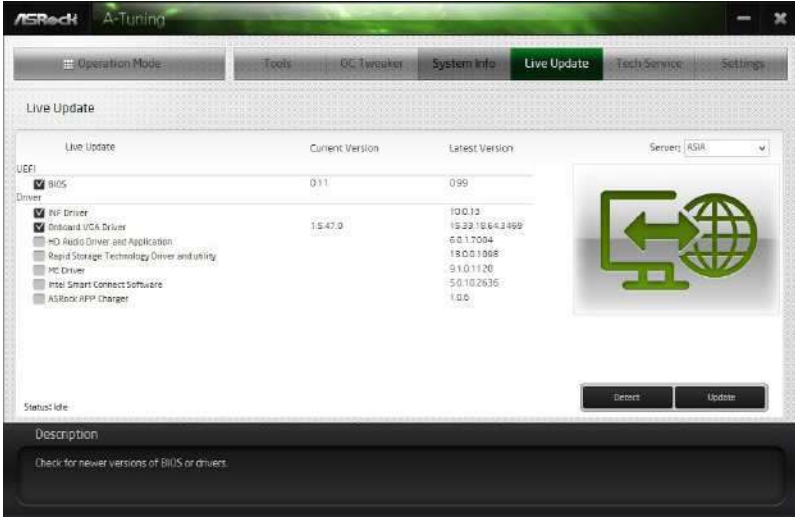 ASRock A-Tuning
Operation Mode Tools OC Tweaker System Info Live Update Tech Service Settings
Live Update
Live Update Current Version Latest Version Server: ASIA
UEFI
BIOS 0.11 0.99
Driver
INF Driver 10.0.13
Onboard VGA Driver 1.5.47.0 15.33.18.64.3469
HD Audio Driver and Application 6.0.1.7004
Rapid Storage Technology Driver and utility 13.0.0.1098
ME Driver 9.1.0.1120
Intel Smart Connect Software 5.0.10.2635
ASRock APP Charger 1.0.6
Detect Update
Status: Idle
Description
Check for newer versions of BIOS or drivers.